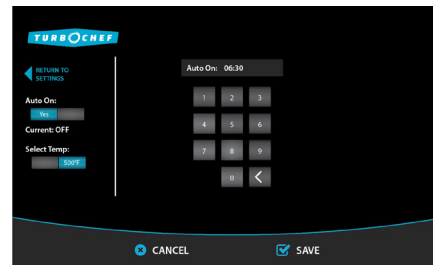 TURBOCHEF
RETURN TO
SETTINGS
Auto On:
Yes
Current: OFF
Select Temp:
500°F
Auto On: 06:30
1 2 3
4 5 6
7 8 9
0
CANCEL
SAVE